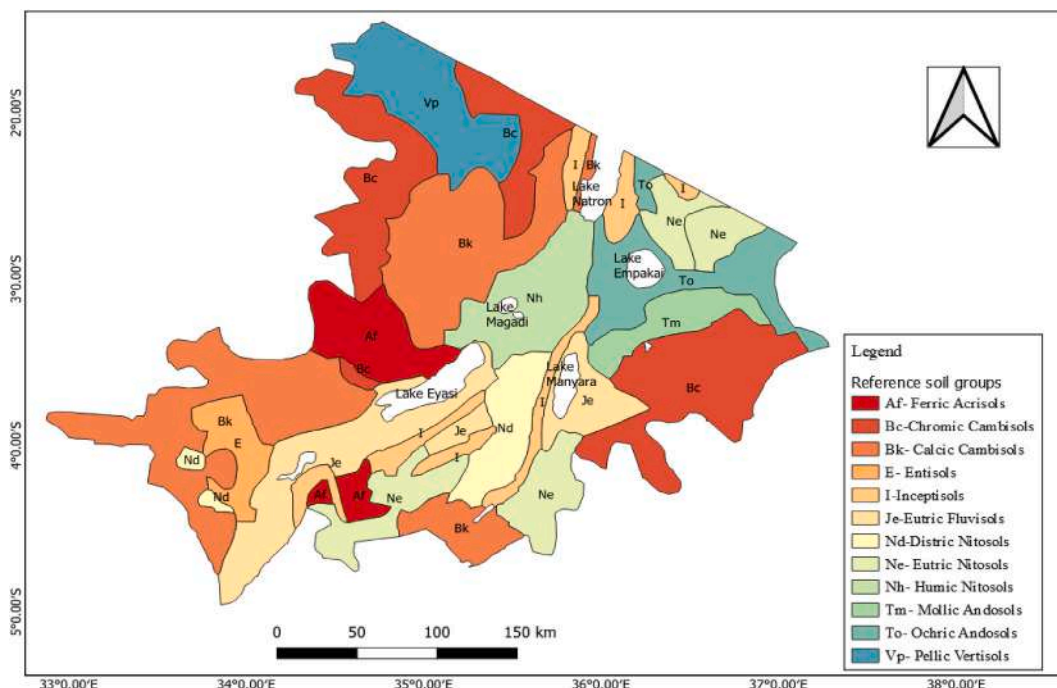 2°0.00'S
3°0.00'S
4°0.00'S
5°0.00'S
Vp
Bc
Bc
I
Bk
Lake
Natron
I
To
I
Ne
Ne
Bk
Lake
Empakai
To
Nh
Lake
Magadi
Tm
Af
Bc
Lake Eyasi
Lake
Manyara
Bc
Je
I
Bk
E
Nd
Nd
Je
I
Je
I
Nd
Af
Af
Ne
Ne
Bk
0 50 100 150 km
Legend
Reference soil groups
Af- Ferric Acrisols
Bc-Chromic Cambisols
Bk- Calcic Cambisols
E- Entisols
I-Inceptisols
Je-Eutric Fluvisols
Nd-Distric Nitosols
Ne- Eutric Nitosols
Nh- Humic Nitosols
Tm- Mollic Andosols
To- Ochric Andosols
Vp- Pellic Vertisols
33°0.00'E 34°0.00'E 35°0.00'E 36°0.00'E 37°0.00'E 38°0.00'E